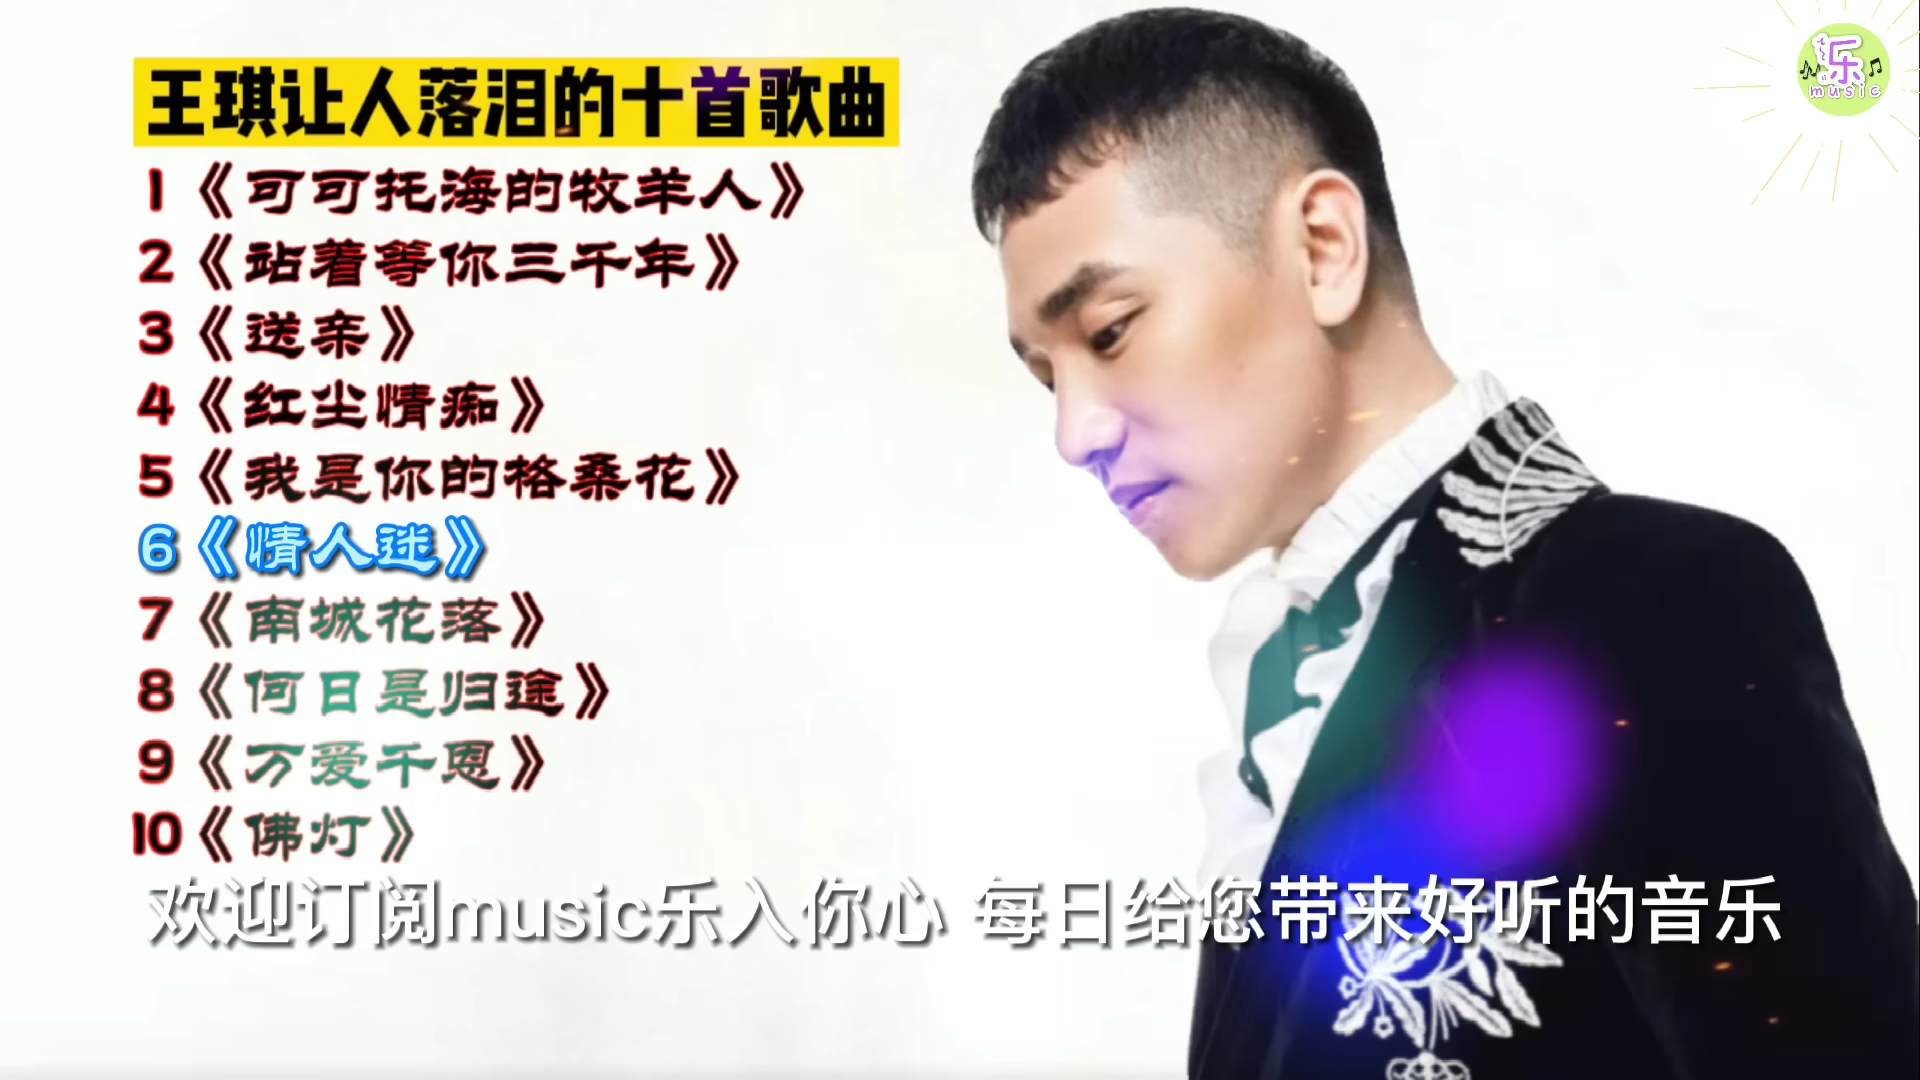 王琪让人落泪的十首歌曲
1《可可托海的牧羊人》
2《站着等你三千年》
3《送亲》
4《红尘情痴》
5《我是你的格桑花》
6《情人迷》
7《南城花落》
8《何日是归途》
9《万爱千恩》
10《佛灯》
欢迎订阅music乐入你心 每日给您带来好听的音乐
乐
music